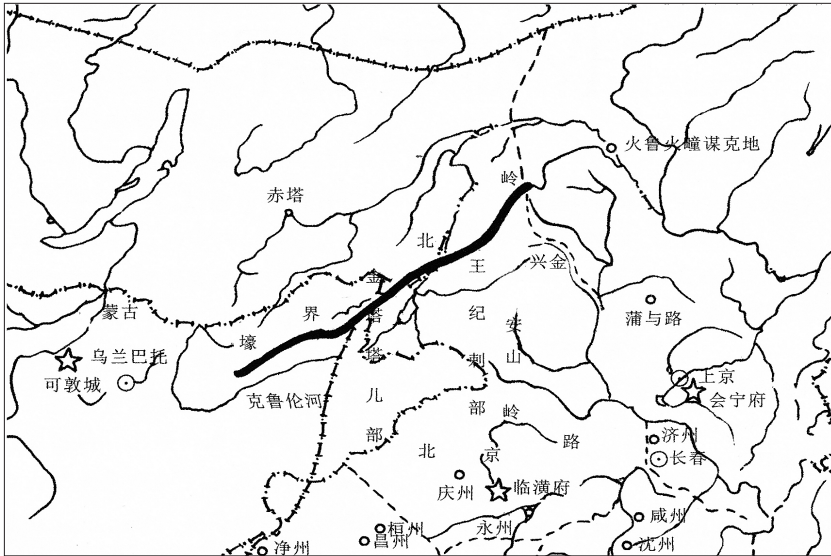 火鲁火疃谋克地
岭
赤塔
北
金
王
兴金
界
壕
蒙古
塔
纪
安
蒲与路
乌兰巴托
塔
刺
山
可敦城
上京
会宁府
克鲁伦河
儿
部
岭
部
北
京
路
济州
长春
庆州
临潢府
永州
咸州
桓州
昌州
净州
沈州